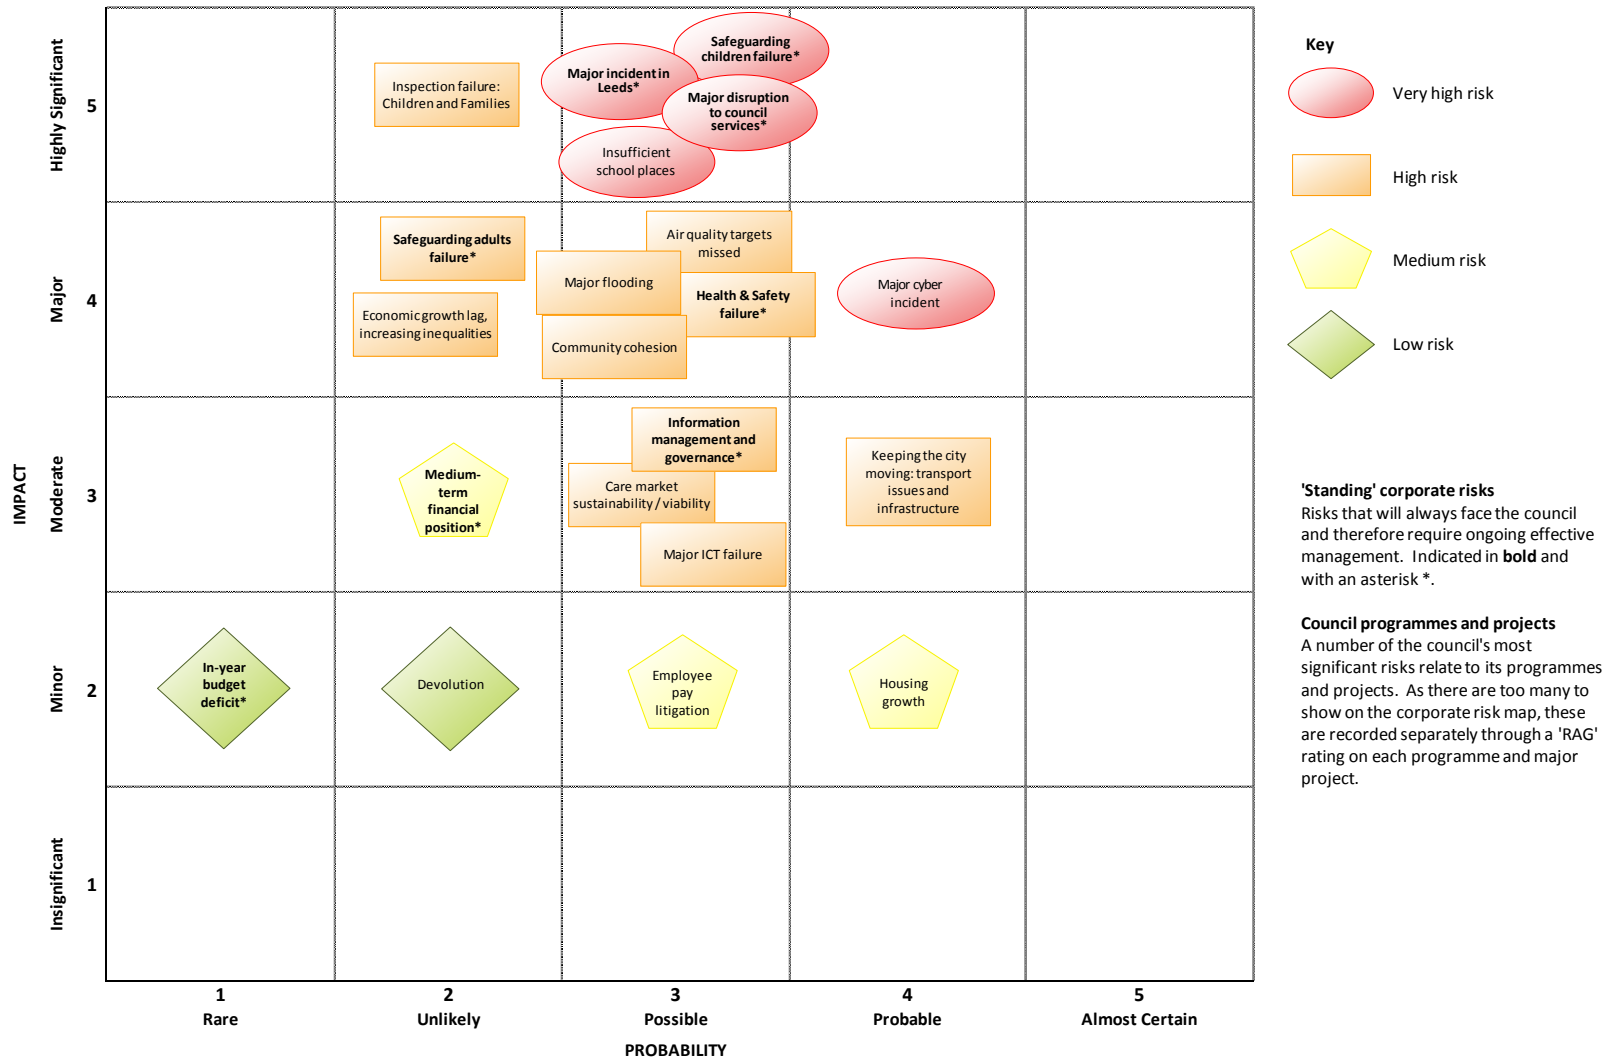 Highly Significant
5
Inspection failure:
Children and Families
Major incident in
Leeds*
Safeguarding
children failure*
Major disruption
to council
services*
Insufficient
school places
Major
4
Safeguarding adults
failure*
Economic growth lag,
increasing inequalities
Major flooding
Air quality targets
missed
Health & Safety
failure*
Community cohesion
Major cyber
incident
IMPACT
Moderate
3
Medium-
term
financial
position*
Information
management and
governance*
Care market
sustainability / viability
Major ICT failure
Keeping the city
moving: transport
issues and
infrastructure
Minor
2
In-year
budget
deficit*
Devolution
Employee
pay
litigation
Housing
growth
Insignificant
1
1
Rare
2
Unlikely
3
Possible
4
Probable
5
Almost Certain
PROBABILITY
Key
Very high risk
High risk
Medium risk
Low risk
'Standing' corporate risks
Risks that will always face the council
and therefore require ongoing effective
management. Indicated in bold and
with an asterisk *.
Council programmes and projects
A number of the council's most
significant risks relate to its programmes
and projects. As there are too many to
show on the corporate risk map, these
are recorded separately through a 'RAG'
rating on each programme and major
project.